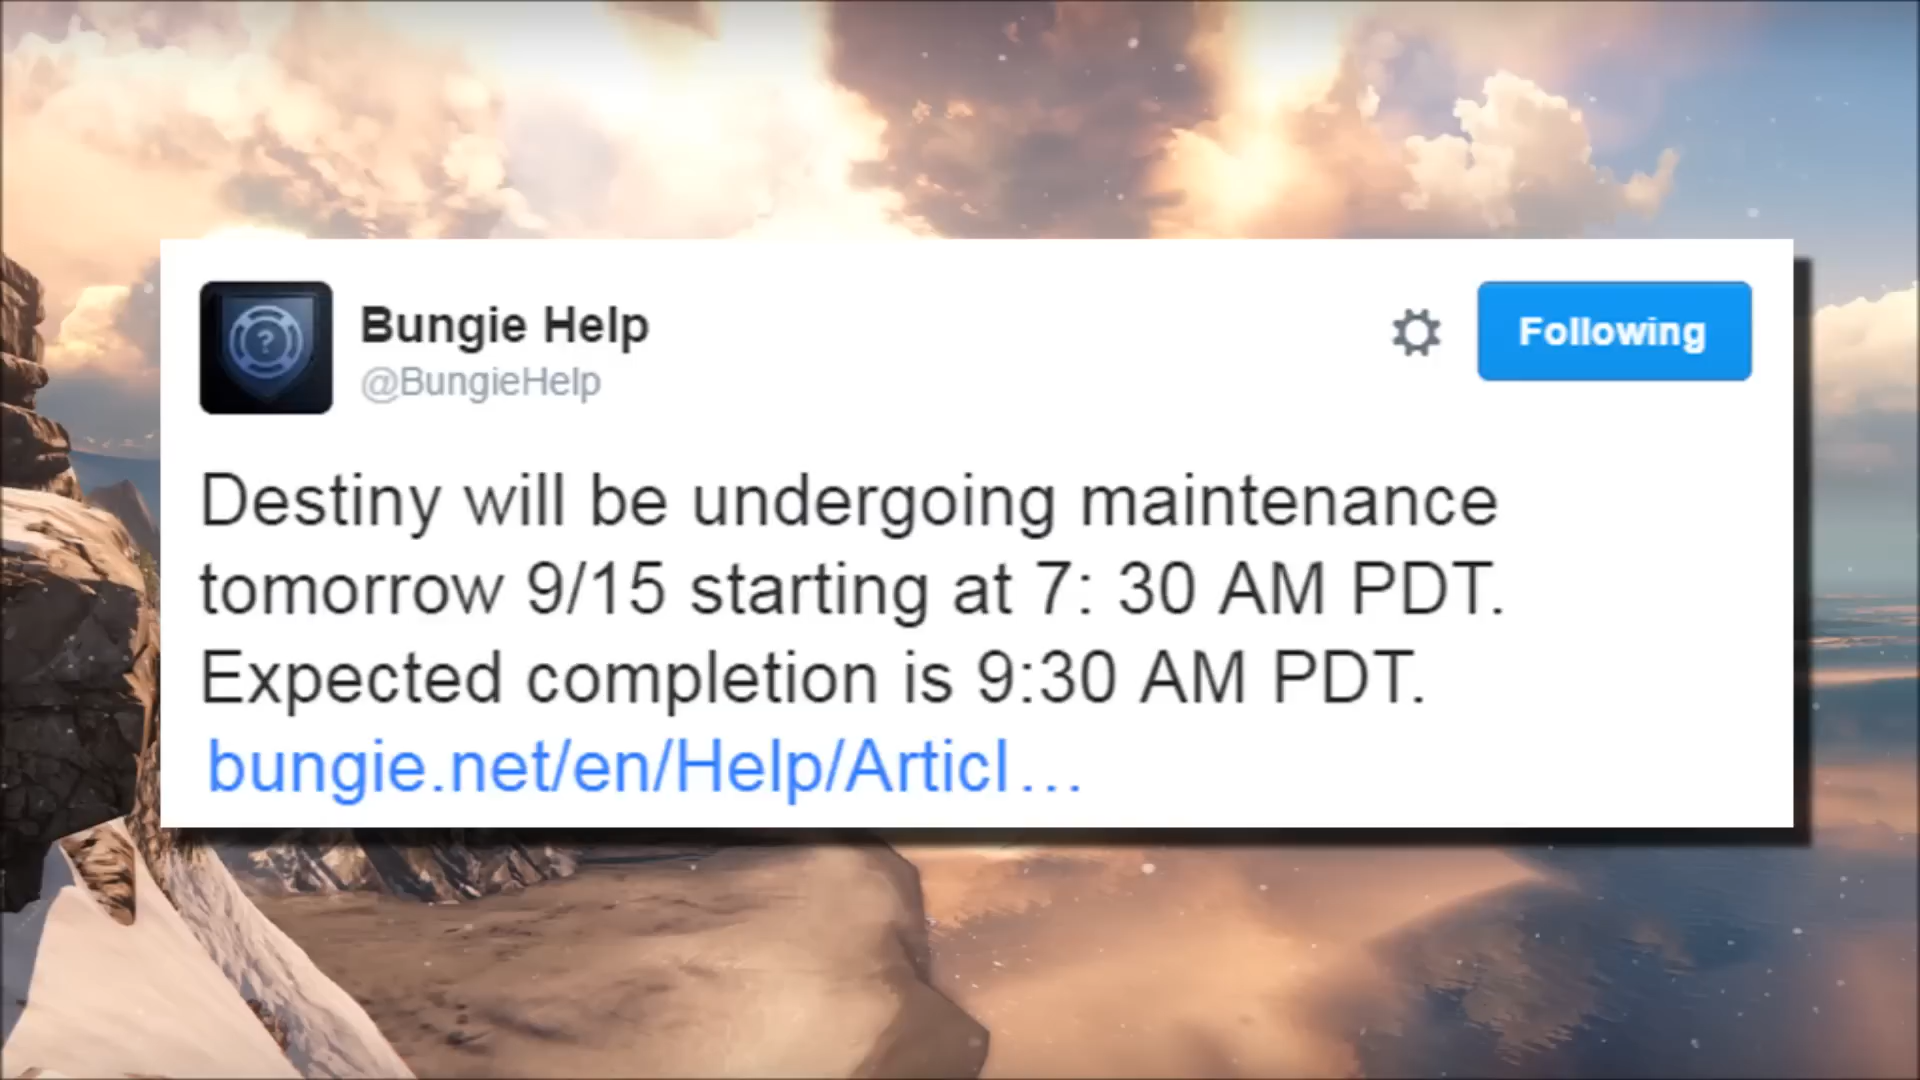 Bungie Help
@BungieHelp
Following
Destiny will be undergoing maintenance
tomorrow 9/15 starting at 7: 30 AM PDT.
Expected completion is 9:30 AM PDT.
bungie.net/en/Help/Articl…
?